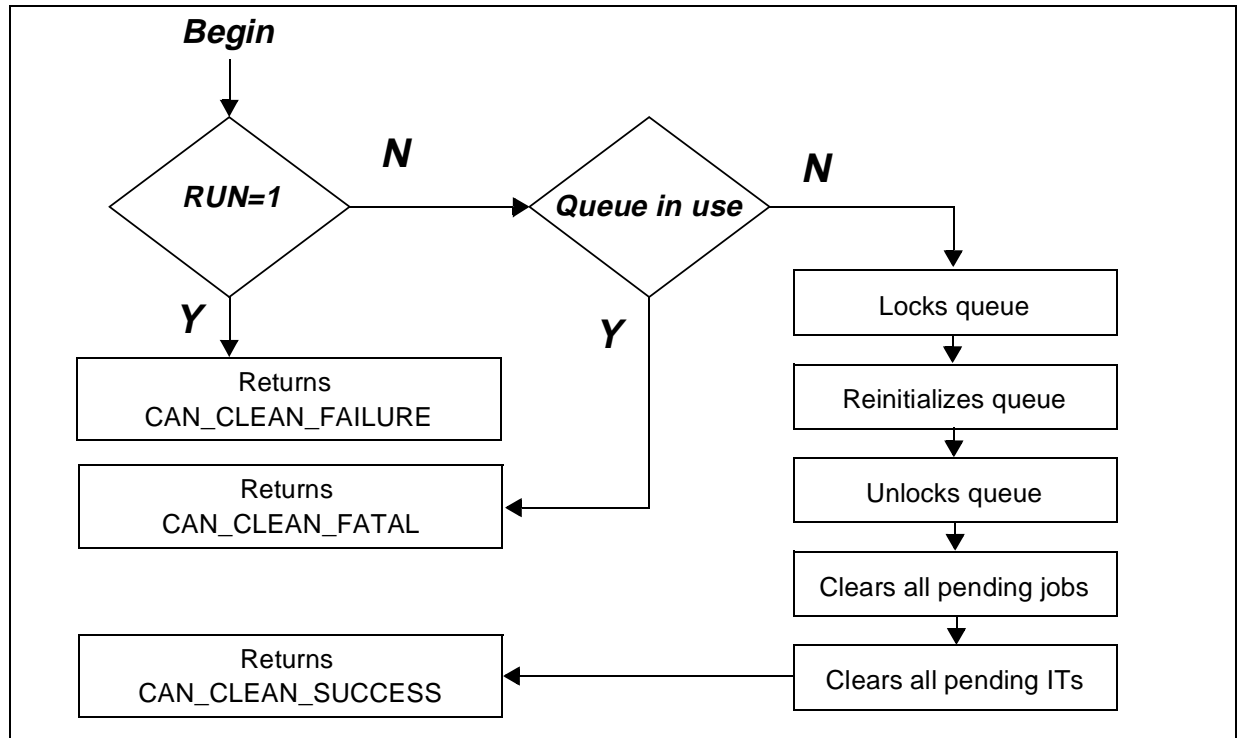 Begin
RUN=1
N
Queue in use
N
Y
Y
Locks queue
Returns
CAN_CLEAN_FAILURE
Reinitializes queue
Returns
CAN_CLEAN_FATAL
Unlocks queue
Clears all pending jobs
Returns
CAN_CLEAN_SUCCESS
Clears all pending ITs